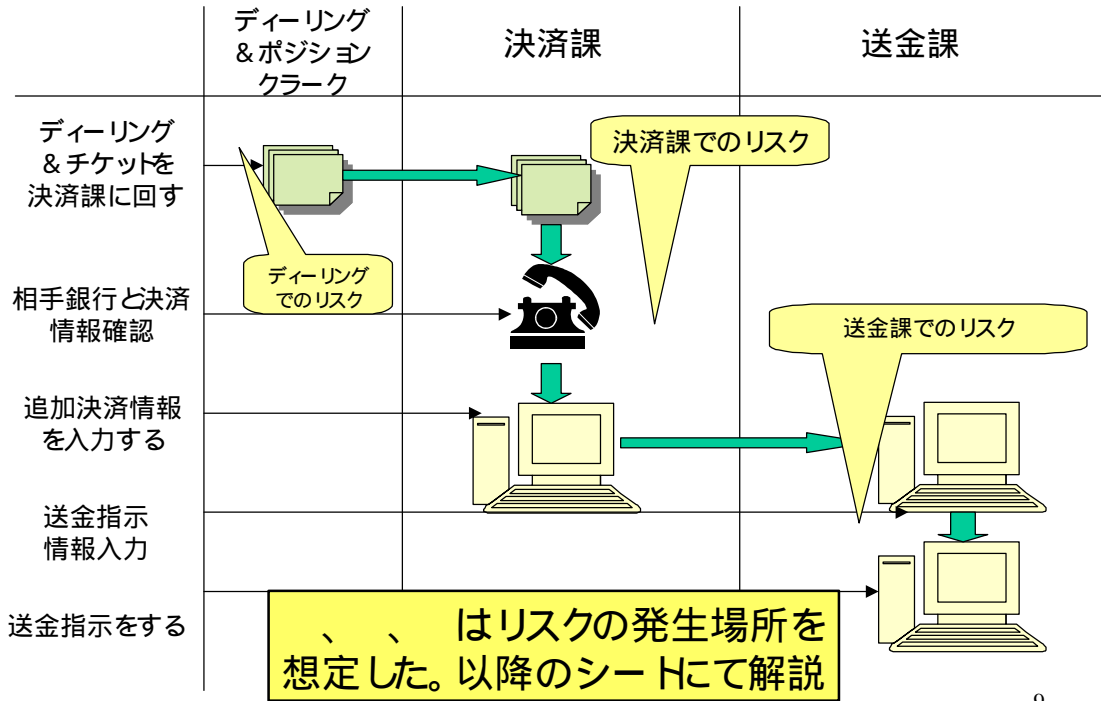 ディーリング
&ポジション
クラーク
決済課
送金課
ディーリング
&チケットを
決済課に回す
決済課でのリスク
ディーリング
でのリスク
相手銀行と決済
情報確認
送金課でのリスク
追加決済情報
を入力する
送金指示
情報入力
送金指示をする
、 、 はリスクの発生場所を
想定した。以降のシートにて解説
9